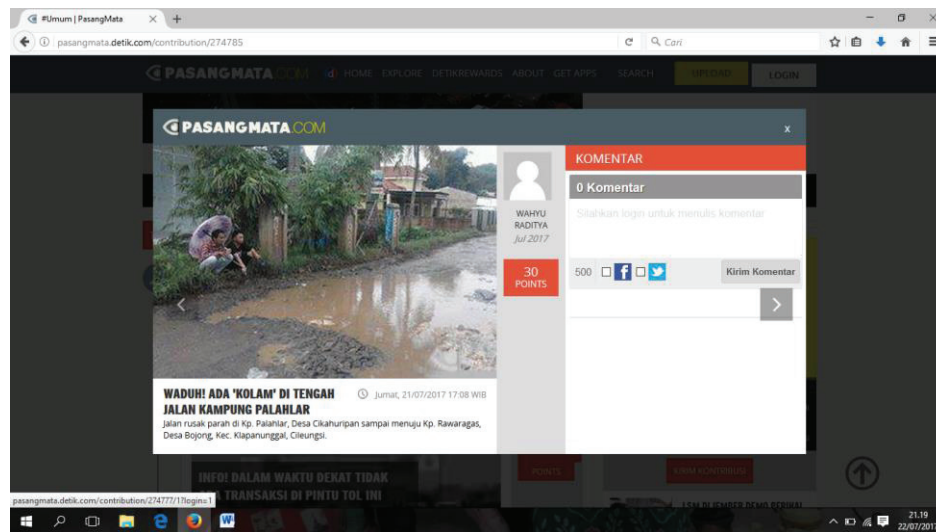 #Umum | PasangMata
pasangmata.detik.com/contribution/274785
Cari
PASANGMATA.COM
HOME EXPLORE DETIKREWARDS ABOUT GET APPS SEARCH UPLOAD LOGIN
PASANGMATA.COM
x
WAHYU
RADITYA
Jul 2017
30
POINTS
KOMENTAR
0 Komentar
Silahkan login untuk menulis komentar
500
Kirim Komentar
WADUH! ADA 'KOLAM' DI TENGAH
JALAN KAMPUNG PALAHLAR
Jumat, 21/07/2017 17:08 WIB
Jalan rusak parah di Kp. Palahlar, Desa Cikahuripan sampai menuju Kp. Rawaragas,
Desa Bojong, Kec. Klapanunggal, Cileungsi.
INFO! DALAM WAKTU DEKAT TIDAK
TRANSAKSI DI PINTU TOL INI
POINTS
KIRIM KONTRIBUSI
pasangmata.detik.com/contribution/274777/1?login=1
21.19
22/07/2017